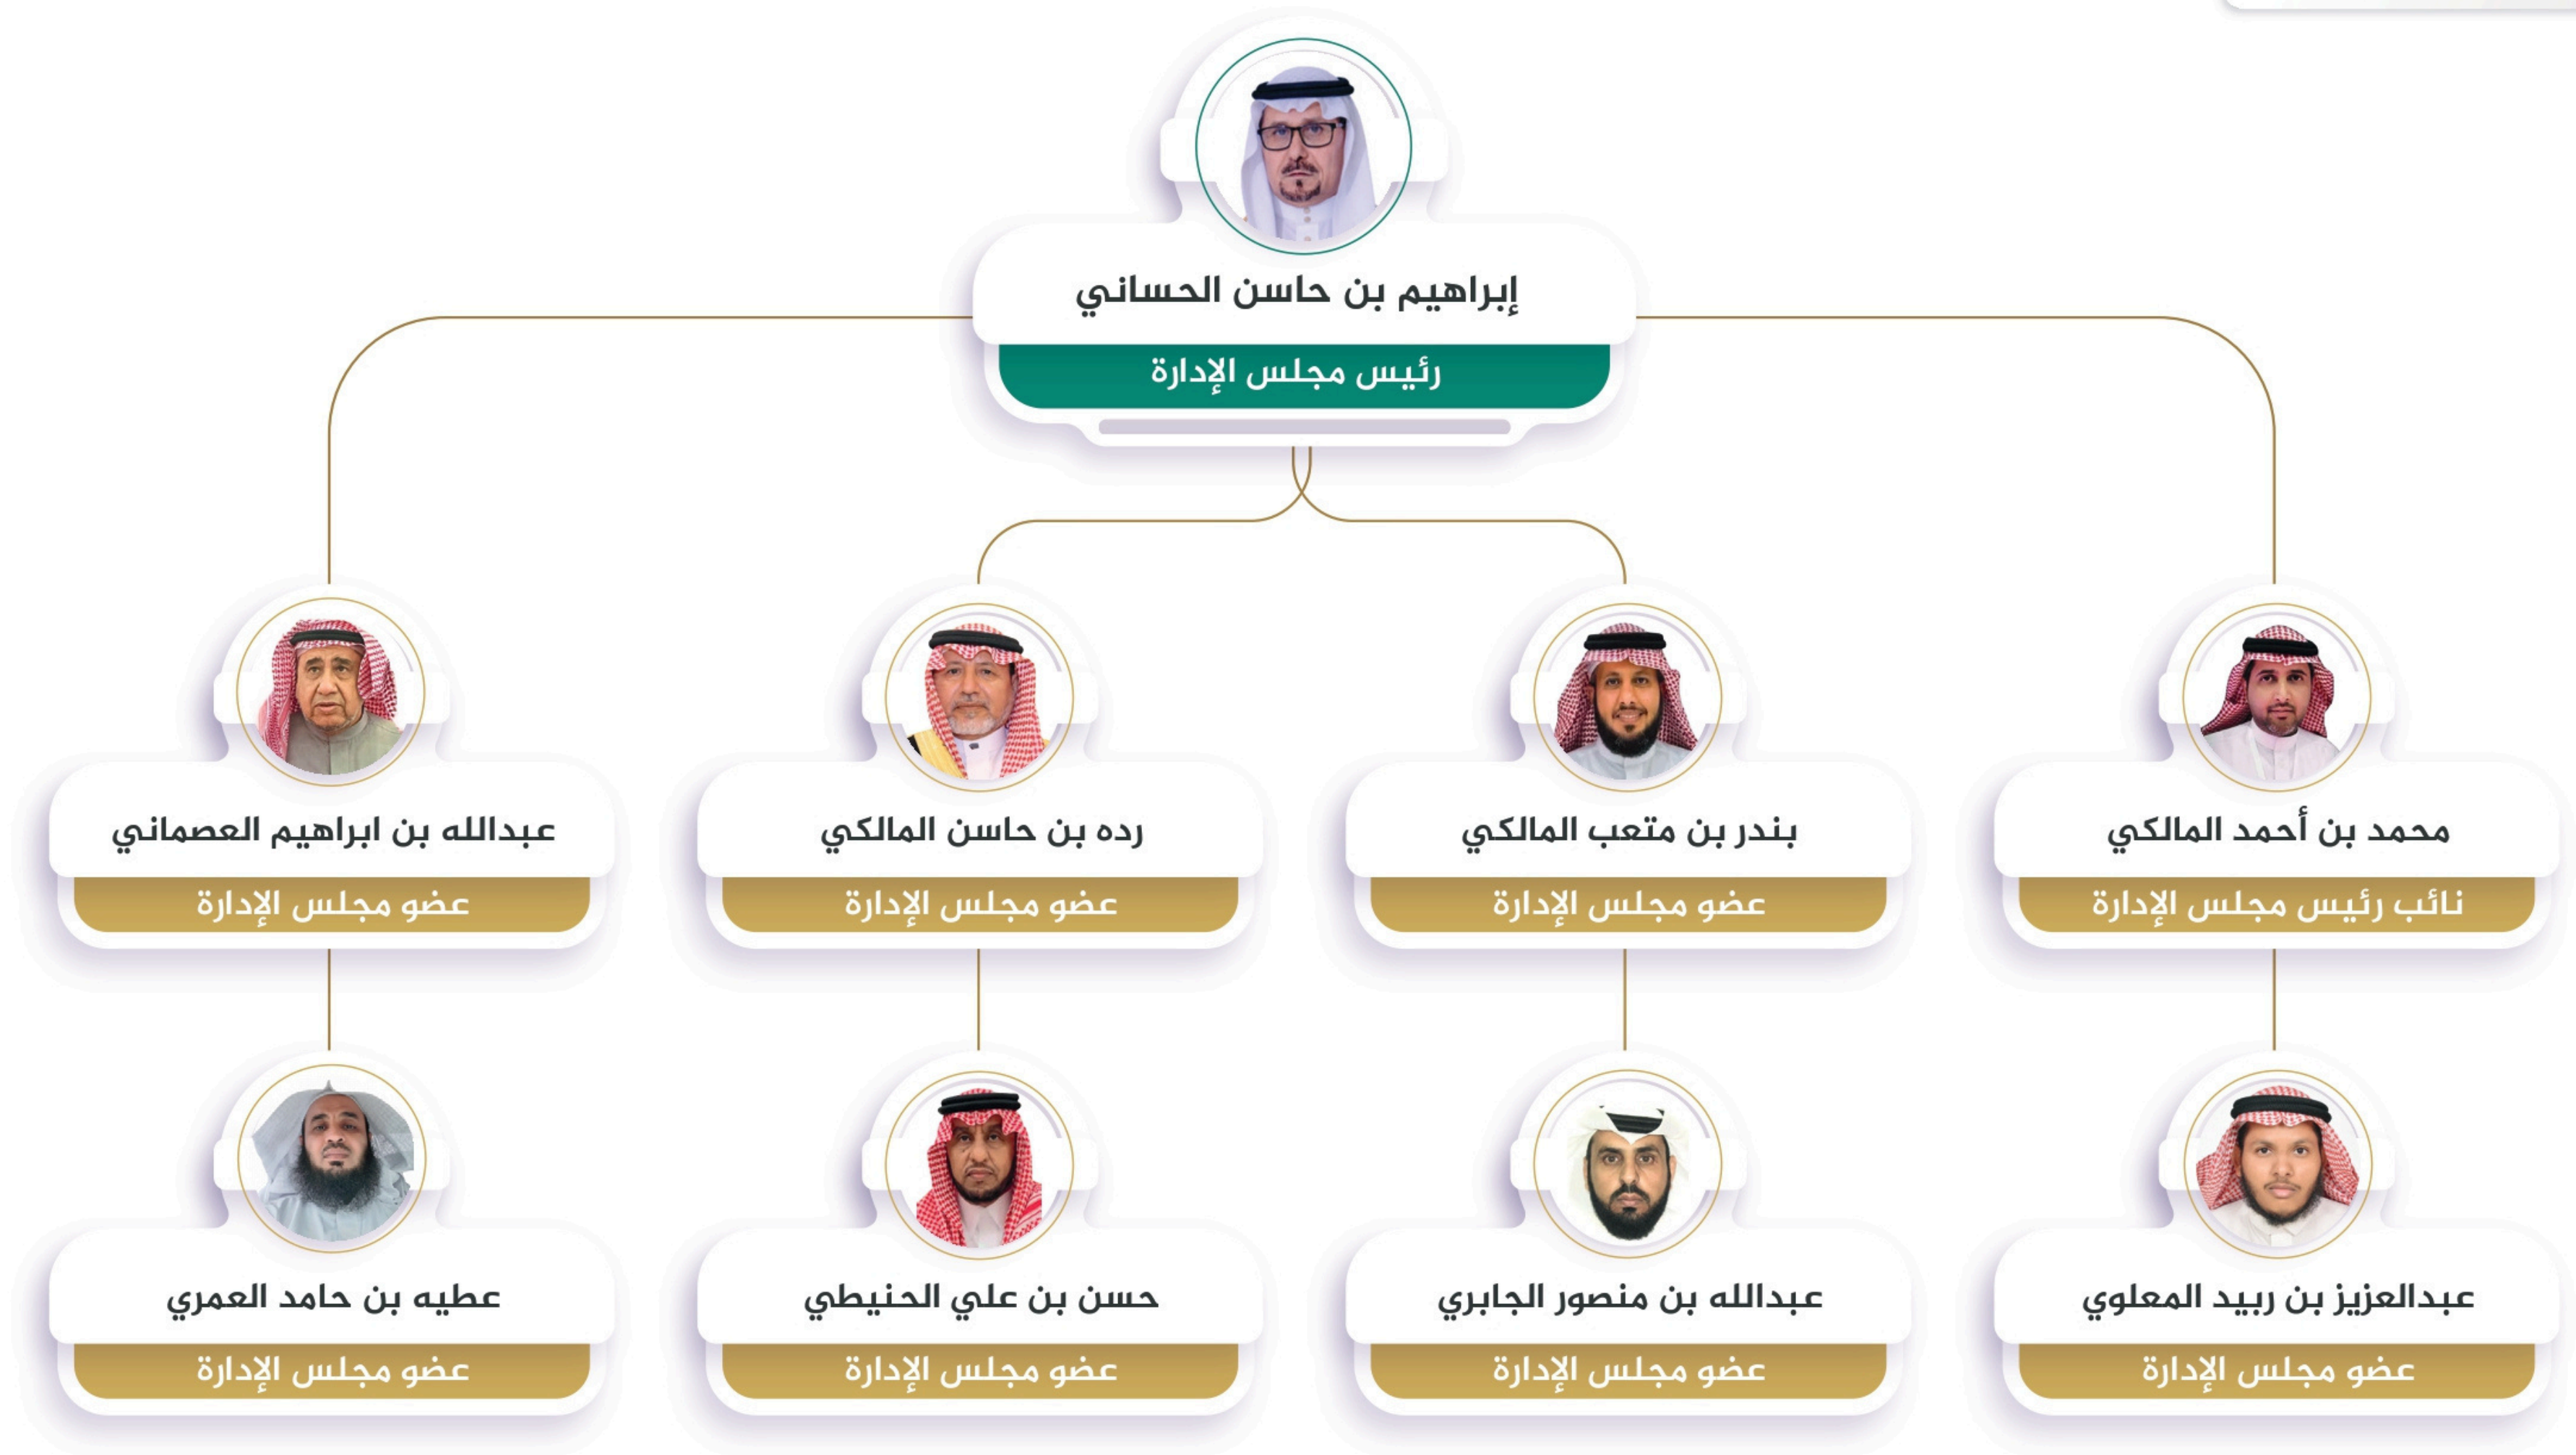 إبراهيم بن حاسن الحساني
رئيس مجلس الإدارة
محمد بن أحمد المالكي
نائب رئيس مجلس الإدارة
بندر بن متعب المالكي
عضو مجلس الإدارة
رده بن حاسن المالكي
عضو مجلس الإدارة
عبدالله بن ابراهيم العصماني
عضو مجلس الإدارة
عبدالعزيز بن ربيد المعلوي
عضو مجلس الإدارة
عبدالله بن منصور الجابري
عضو مجلس الإدارة
حسن بن علي الحنيطي
عضو مجلس الإدارة
عطيه بن حامد العمري
عضو مجلس الإدارة